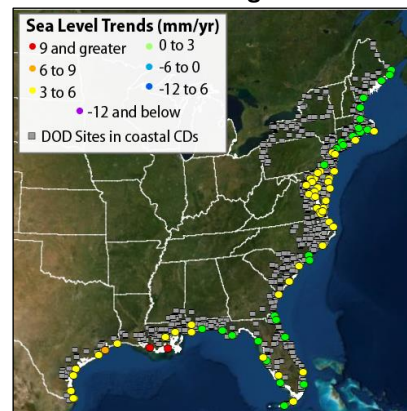 Sea Level Trends (mm/yr)
9 and greater
0 to 3
6 to 9
-6 to 0
3 to 6
-12 to 6
-12 and below
DOD Sites in coastal CDs